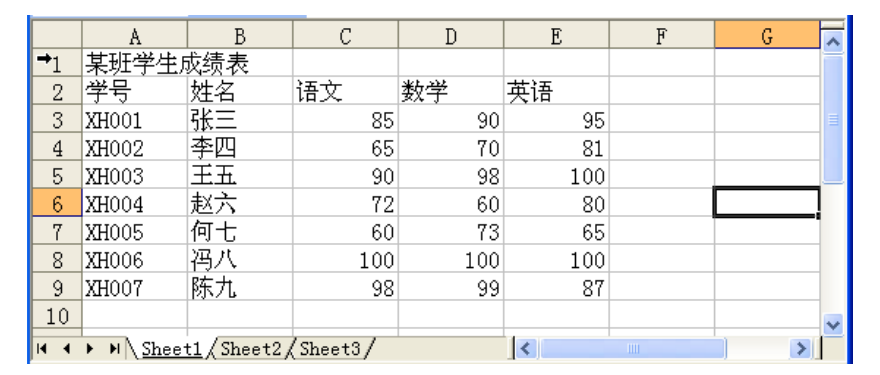 A B C D E F G
1 某班学生成绩表
2 学号 姓名 语文 数学 英语
3 XH001 张三 85 90 95
4 XH002 李四 65 70 81
5 XH003 王五 90 98 100
6 XH004 赵六 72 60 80
7 XH005 何七 60 73 65
8 XH006 冯八 100 100 100
9 XH007 陈九 98 99 87
10
Sheet1 Sheet2 Sheet3